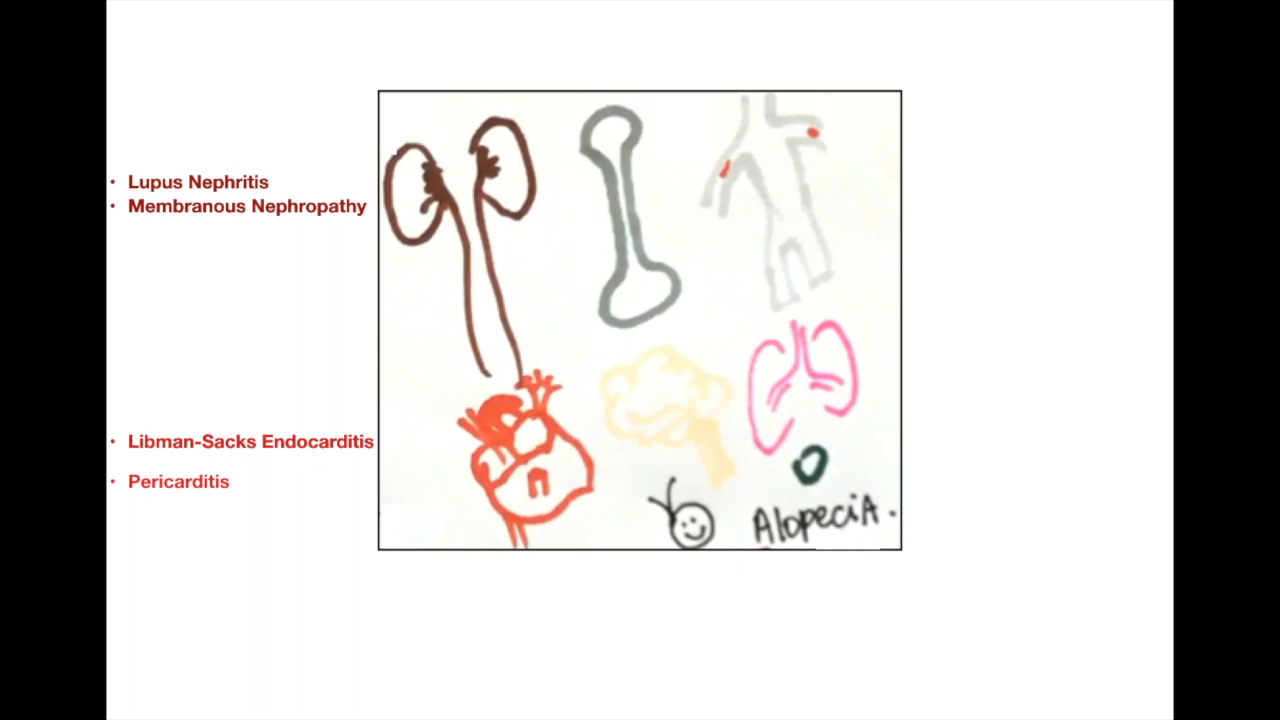 • Lupus Nephritis
• Membranous Nephropathy
• Libman-Sacks Endocarditis
• Pericarditis
AlopeciA.